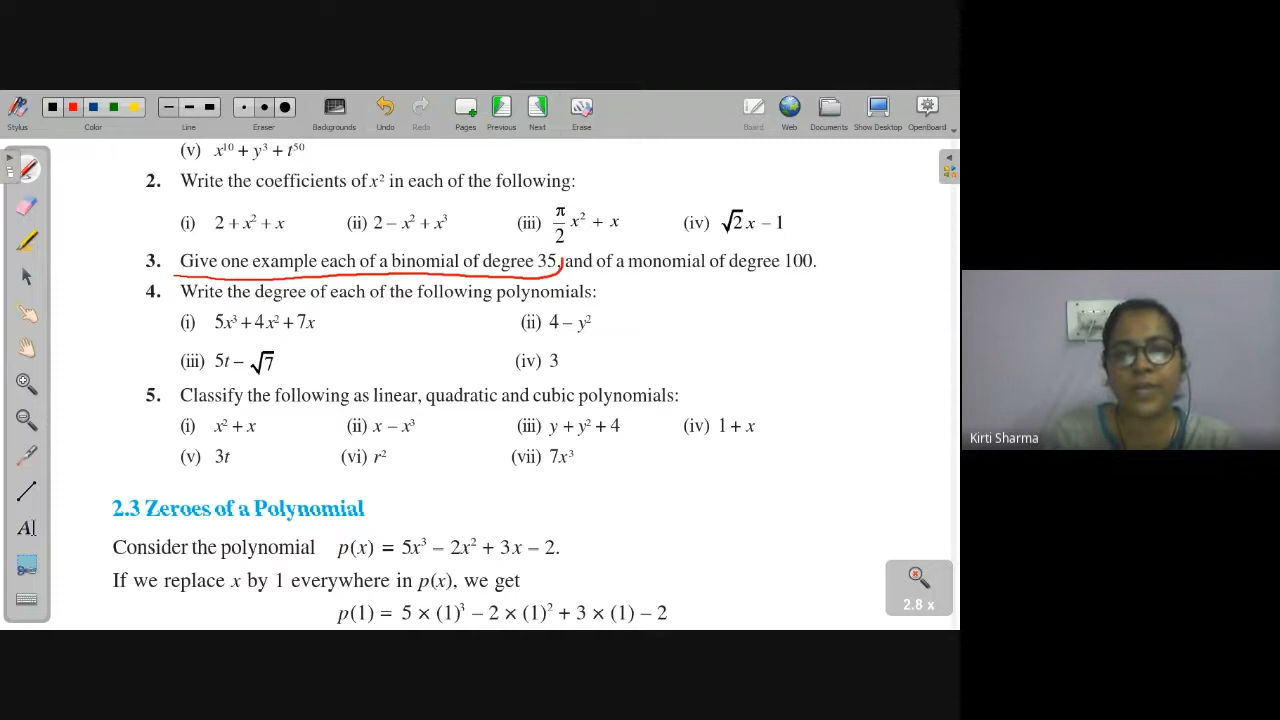 Stylus Color Line Eraser Backgrounds Undo Redo Pages Previous Next Erase Board Web Documents Show Desktop OpenBoard
(v) x¹⁰ + y³ + t⁵⁰
2. Write the coefficients of x² in each of the following:
(i) 2 + x² + x (ii) 2 – x² + x³ (iii) π/2 x² + x (iv) √2 x – 1
3. Give one example each of a binomial of degree 35, and of a monomial of degree 100.
4. Write the degree of each of the following polynomials:
(i) 5x³ + 4x² + 7x (ii) 4 – y²
(iii) 5t – √7 (iv) 3
5. Classify the following as linear, quadratic and cubic polynomials:
(i) x² + x (ii) x – x³ (iii) y + y² + 4 (iv) 1 + x
(v) 3t (vi) r² (vii) 7x³
2.3 Zeroes of a Polynomial
Consider the polynomial p(x) = 5x³ – 2x² + 3x – 2.
If we replace x by 1 everywhere in p(x), we get
p(1) = 5 × (1)³ – 2 × (1)² + 3 × (1) – 2
2.8 x
Kirti Sharma